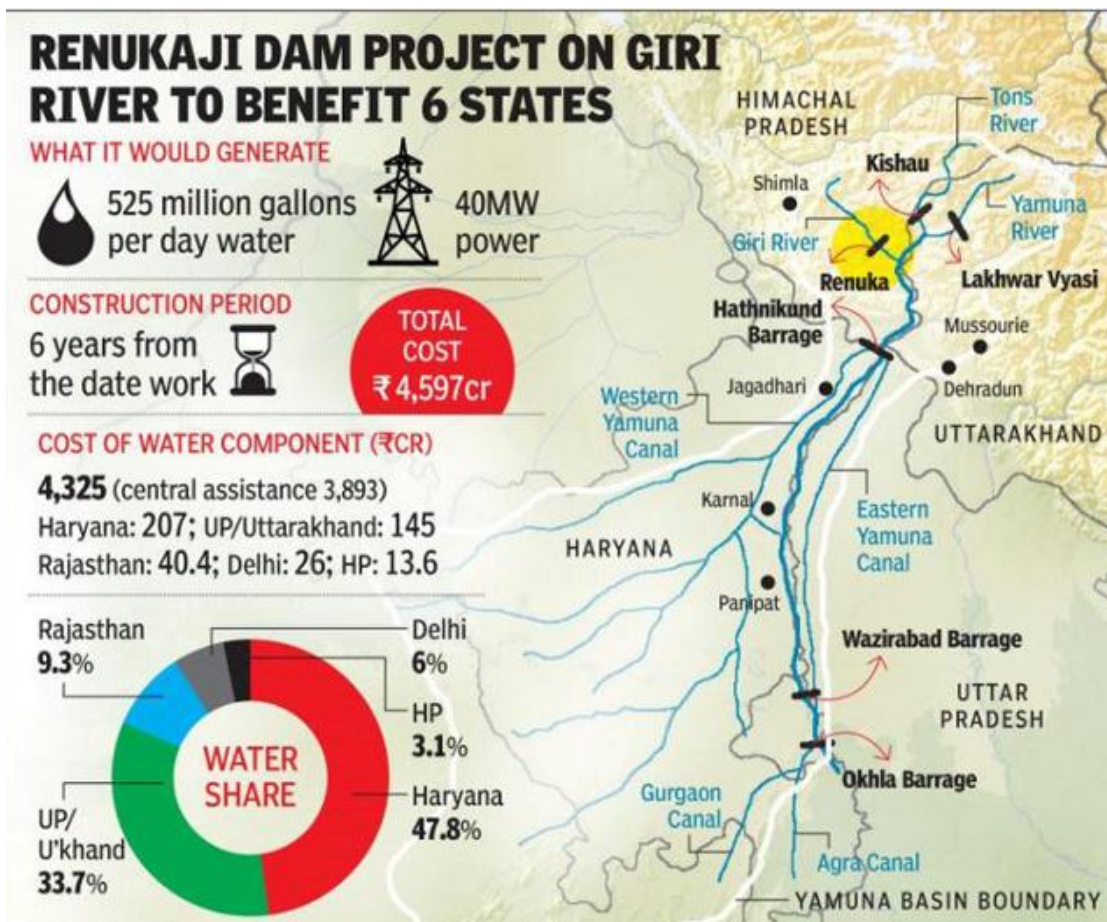 RENUKAJI DAM PROJECT ON GIRI
RIVER TO BENEFIT 6 STATES
WHAT IT WOULD GENERATE
525 million gallons
per day water
40MW
power
CONSTRUCTION PERIOD
6 years from
the date work
TOTAL
COST
₹4,597cr
COST OF WATER COMPONENT (₹CR)
4,325 (central assistance 3,893)
Haryana: 207; UP/Uttarakhand: 145
Rajasthan: 40.4; Delhi: 26; HP: 13.6
Rajasthan
9.3%
Delhi
6%
HP
3.1%
WATER
SHARE
Haryana
47.8%
UP/
U'khand
33.7%
HIMACHAL
PRADESH
Tons
River
Kishau
Shimla
Yamuna
River
Giri River
Renuka
Lakhwar Vyasi
Hathnikund
Barrage
Mussourie
Jagadhari
Dehradun
Western
Yamuna
Canal
UTTARAKHAND
Karnal
Eastern
Yamuna
Canal
HARYANA
Panipat
Wazirabad Barrage
UTTAR
PRADESH
Okhla Barrage
Gurgaon
Canal
Agra Canal
YAMUNA BASIN BOUNDARY